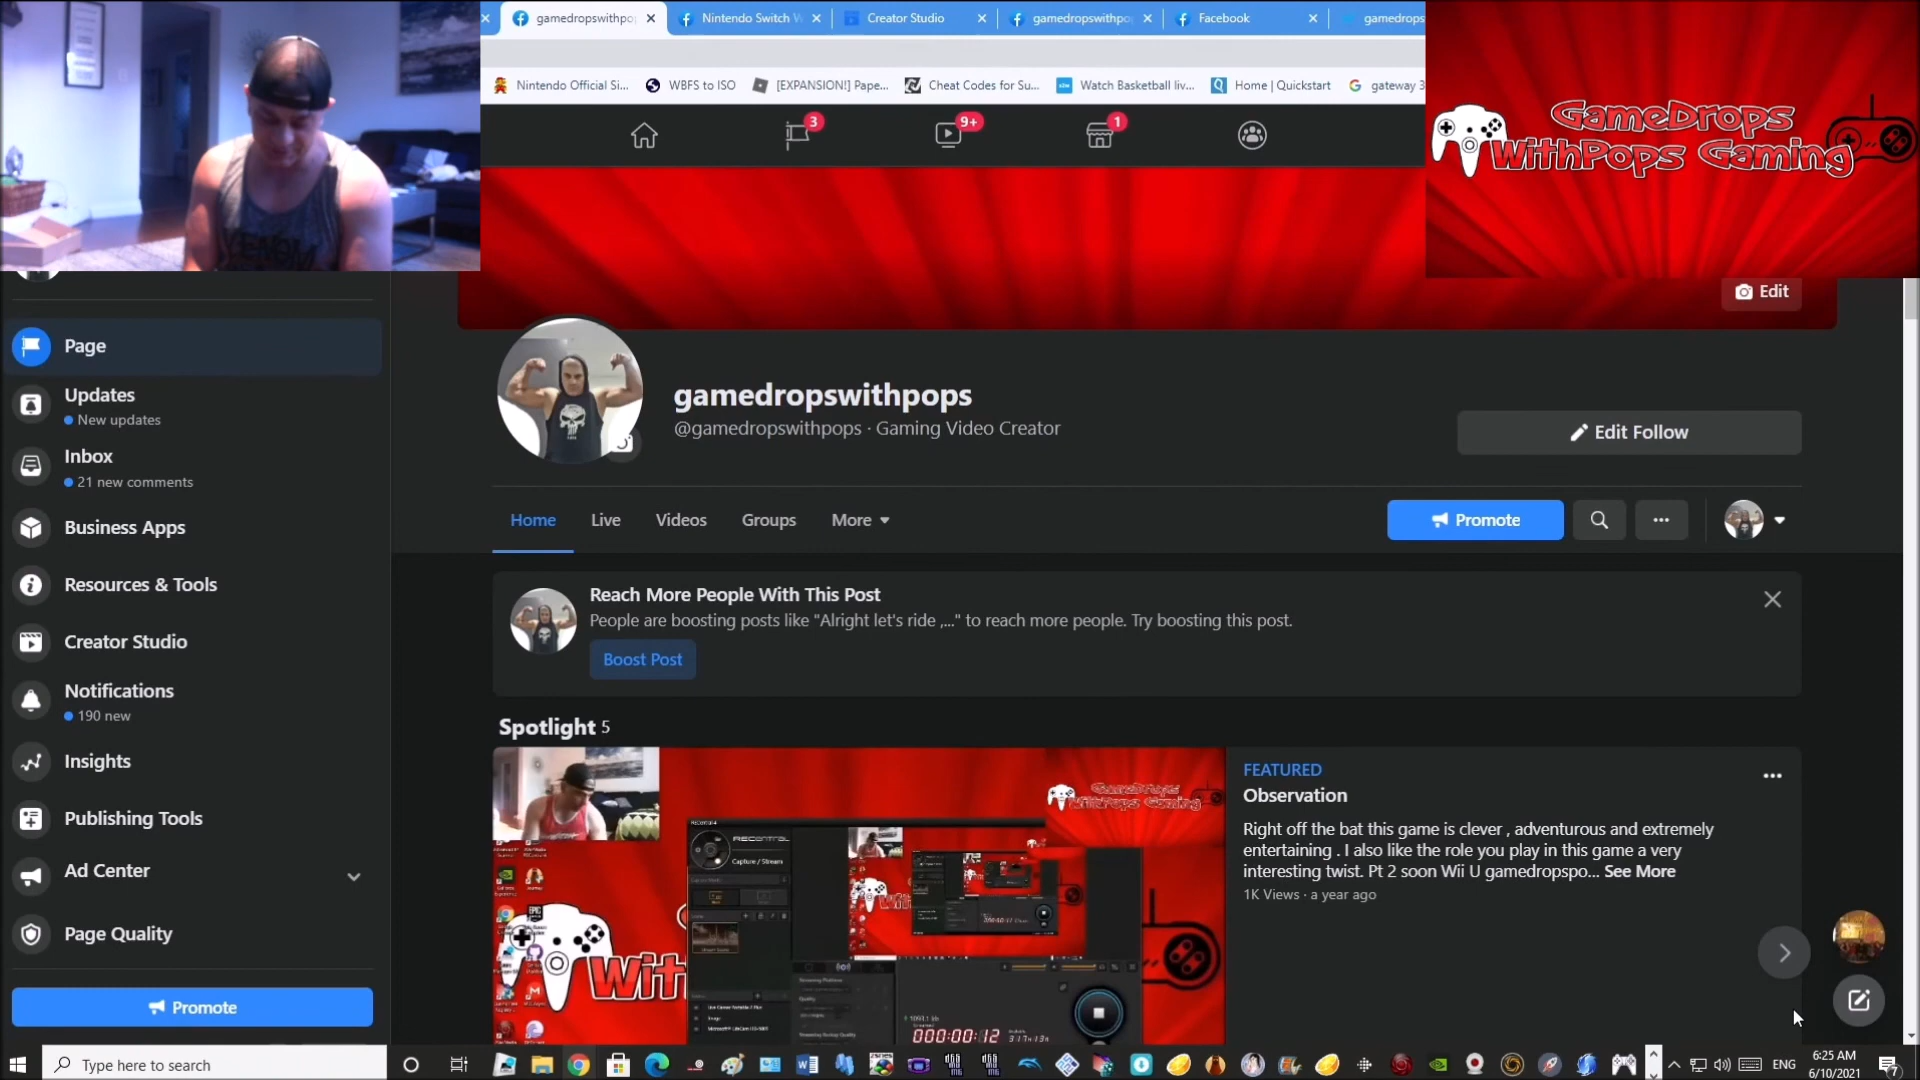 gamedropswithpo
Nintendo Switch W
Creator Studio
gamedropswithpo
Facebook
gamedrops
Nintendo Official Si...
WBFS to ISO
[EXPANSION!] Pape...
Cheat Codes for Su...
Watch Basketball liv...
Home | Quickstart
gateway 3
3
9+
1
GameDrops
WithPops Gaming
Edit
Page
Updates
New updates
Inbox
21 new comments
Business Apps
Resources & Tools
Creator Studio
Notifications
190 new
Insights
Publishing Tools
Ad Center
Page Quality
Promote
gamedropswithpops
@gamedropswithpops · Gaming Video Creator
Edit Follow
Home
Live
Videos
Groups
More
Promote
Reach More People With This Post
People are boosting posts like "Alright let's ride ,..." to reach more people. Try boosting this post.
Boost Post
Spotlight 5
GameDrops
WithPops Gaming
RECentral
Capture / Stream
With
000:00:12
FEATURED
Observation
Right off the bat this game is clever , adventurous and extremely
entertaining . I also like the role you play in this game a very
interesting twist. Pt 2 soon Wii U gamedropspo... See More
1K Views · a year ago
Type here to search
ENG
6:25 AM
6/10/2021